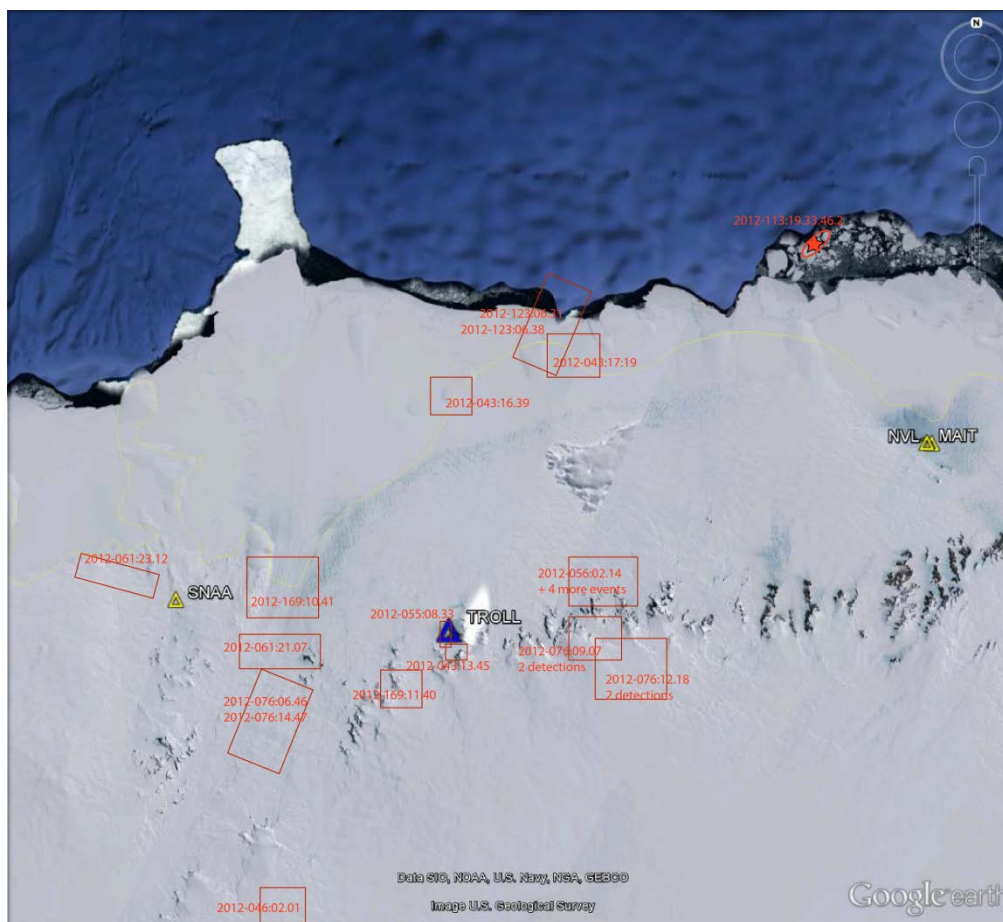 N
2012-113:19.33:46.2
2012-123:06.31
2012-123:06.38
2012-043:17:19
2012-043:16.39
NVL
MAIT
2012-061:23.12
SNAA
2012-169:10.41
2012-056:02.14
+ 4 more events
2012-055:08.33
TROLL
2012-061:21.07
2012-076:09.07
2 detections
2012-043:13.45
2012-076:12.18
2 detections
2012-169:11.40
2012-076:06.46
2012-076:14.47
Data SIO, NOAA, U.S. Navy, NGA, GEBCO
2012-046:02.01
Image U.S. Geological Survey
Google earth